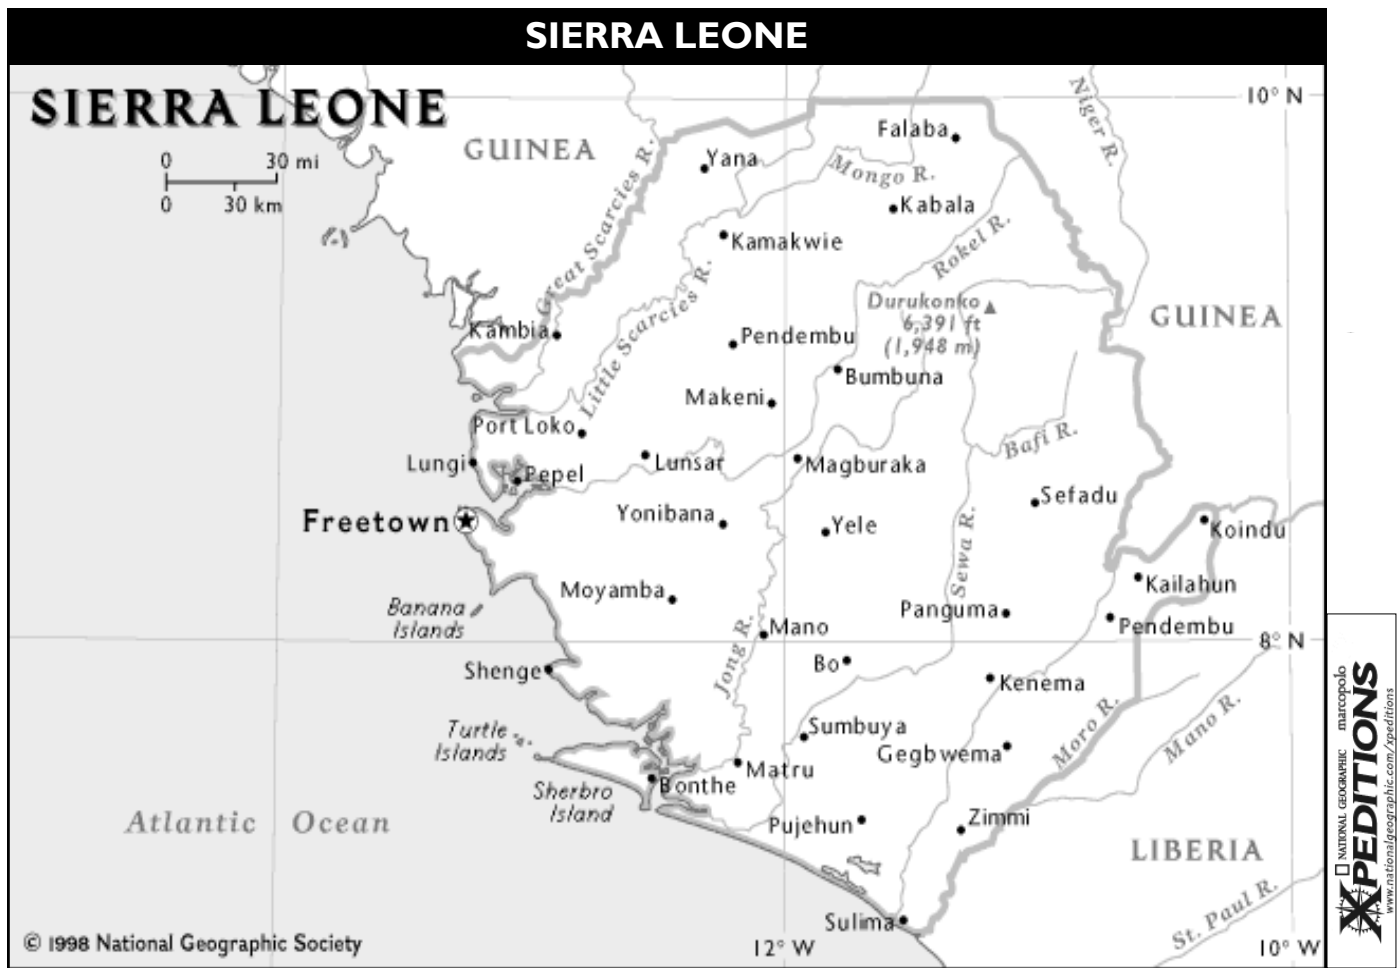 SIERRA LEONE
SIERRA LEONE
0 30 mi
0 30 km
10° N
GUINEA
Niger R.
Falaba
Yana
Mongo R.
Great Scarcies R.
Kabala
Kamakwie
Rokel R.
Little Scarcies R.
Durukonko
6,391 ft
(1,948 m)
GUINEA
Kambia
Pendembu
Bumbuna
Makeni
Port Loko
Bafi R.
Lungi
Pepel
Lunsar
Magburaka
Sefadu
Freetown
Yonibana
Yele
Koindu
Sewa R.
Kailahun
Moyamba
Banana
Islands
Panguma
Pendembu
Mano
8° N
Jong R.
Bo
Shenge
Kenema
Moro R.
Mano R.
Turtle
Islands
Sumbuya
Gegbwema
Matru
Bonthe
Sherbro
Island
Atlantic Ocean
Pujehun
Zimmi
LIBERIA
St. Paul R.
Sulima
12° W
10° W
© 1998 National Geographic Society
NATIONAL GEOGRAPHIC marcopolo
XPEDITIONS
www.nationalgeographic.com/xpeditions